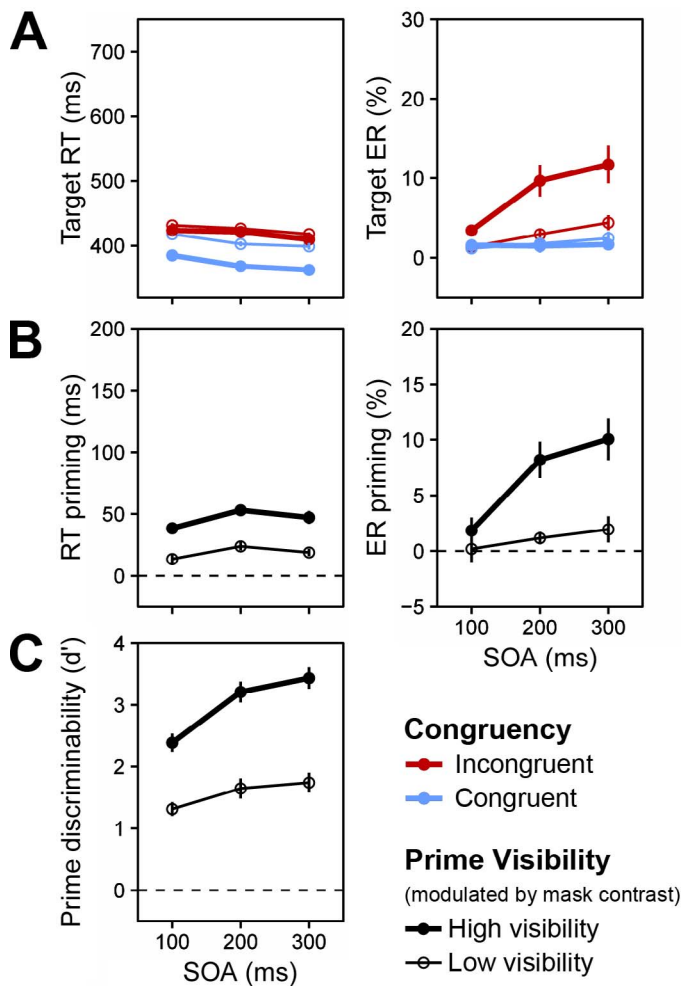 A
Target RT (ms)
700
600
500
400
Target ER (%)
30
20
10
0
B
RT priming (ms)
200
150
100
50
0
ER priming (%)
20
15
10
5
0
−5
100 200 300
SOA (ms)
C
Prime discriminability (d')
4
3
2
1
0
100 200 300
SOA (ms)
Congruency
Incongruent
Congruent
Prime Visibility
(modulated by mask contrast)
High visibility
Low visibility